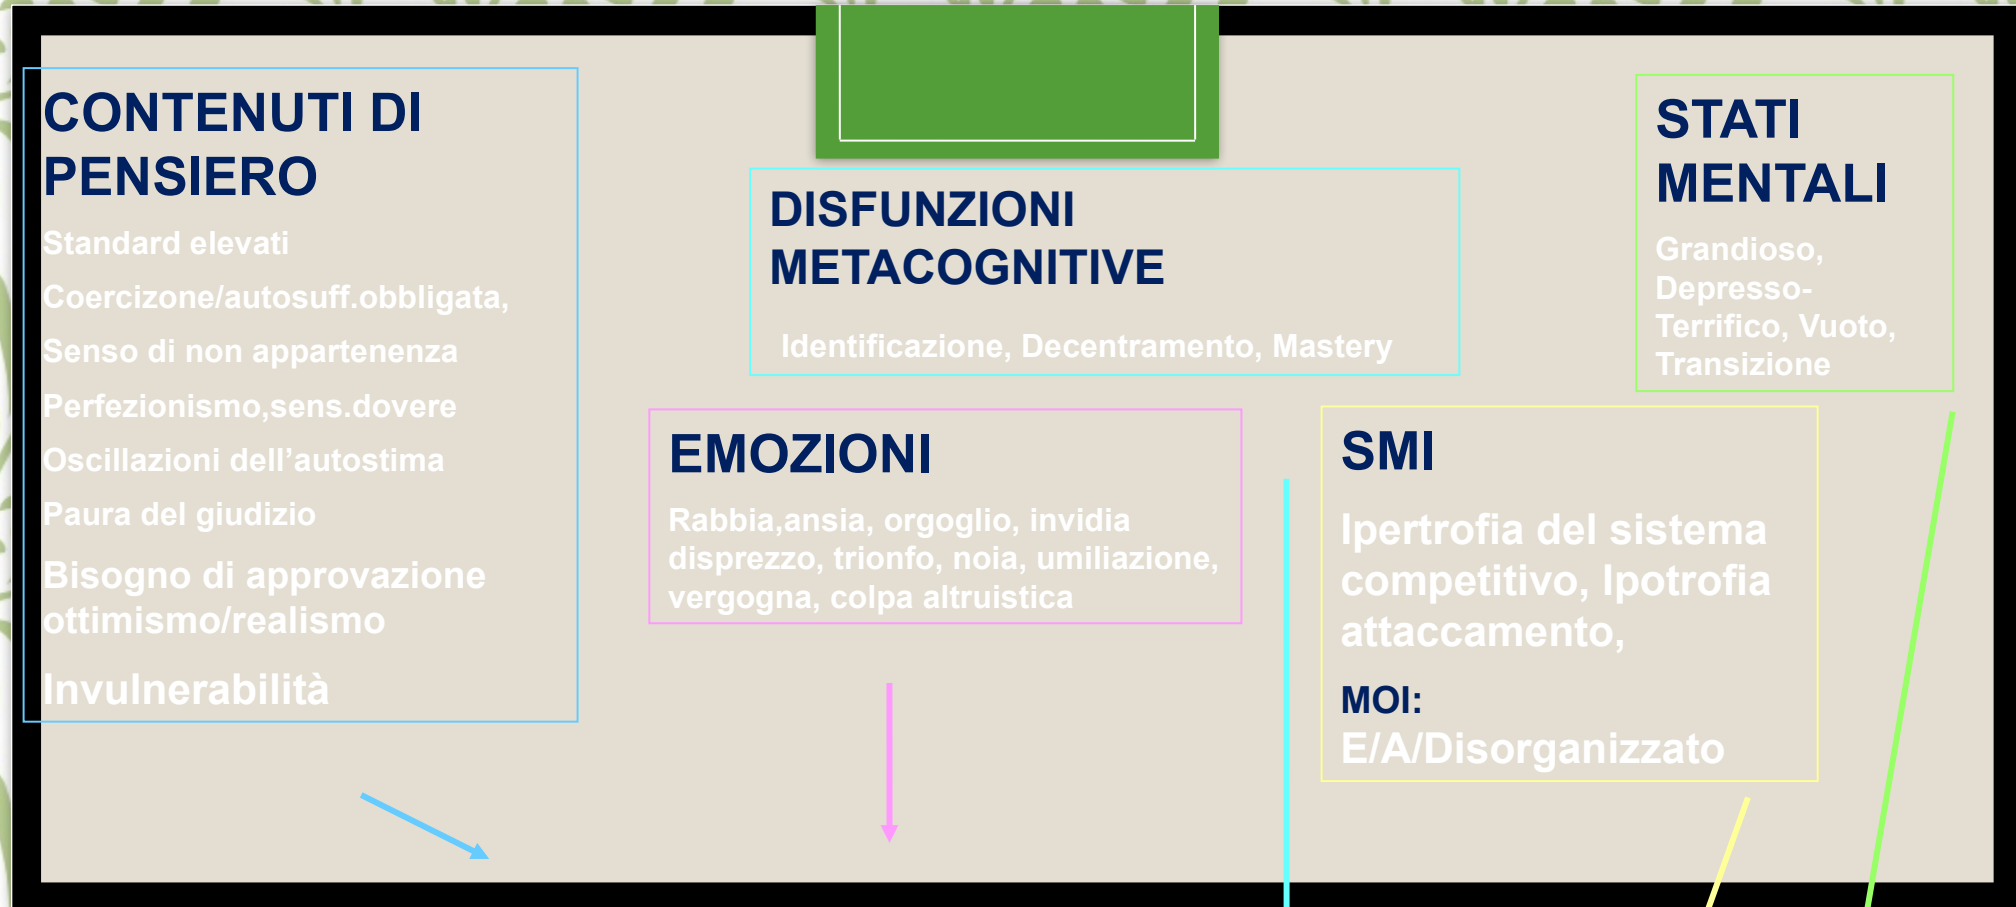 CONTENUTI DI
PENSIERO
Standard elevati
Coercizone/autosuff.obbligata,
Senso di non appartenenza
Perfezionismo,sens.dovere
Oscillazioni dell'autostima
Paura del giudizio
Bisogno di approvazione
ottimismo/realismo
Invulnerabilità
DISFUNZIONI
METACOGNITIVE
Identificazione, Decentramento, Mastery
EMOZIONI
Rabbia,ansia, orgoglio, invidia
disprezzo, trionfo, noia, umiliazione,
vergogna, colpa altruistica
STATI
MENTALI
Grandioso,
Depresso-
Terrifico, Vuoto,
Transizione
SMI
Ipertrofia del sistema
competitivo, Ipotrofia
attaccamento,
MOI:
E/A/Disorganizzato